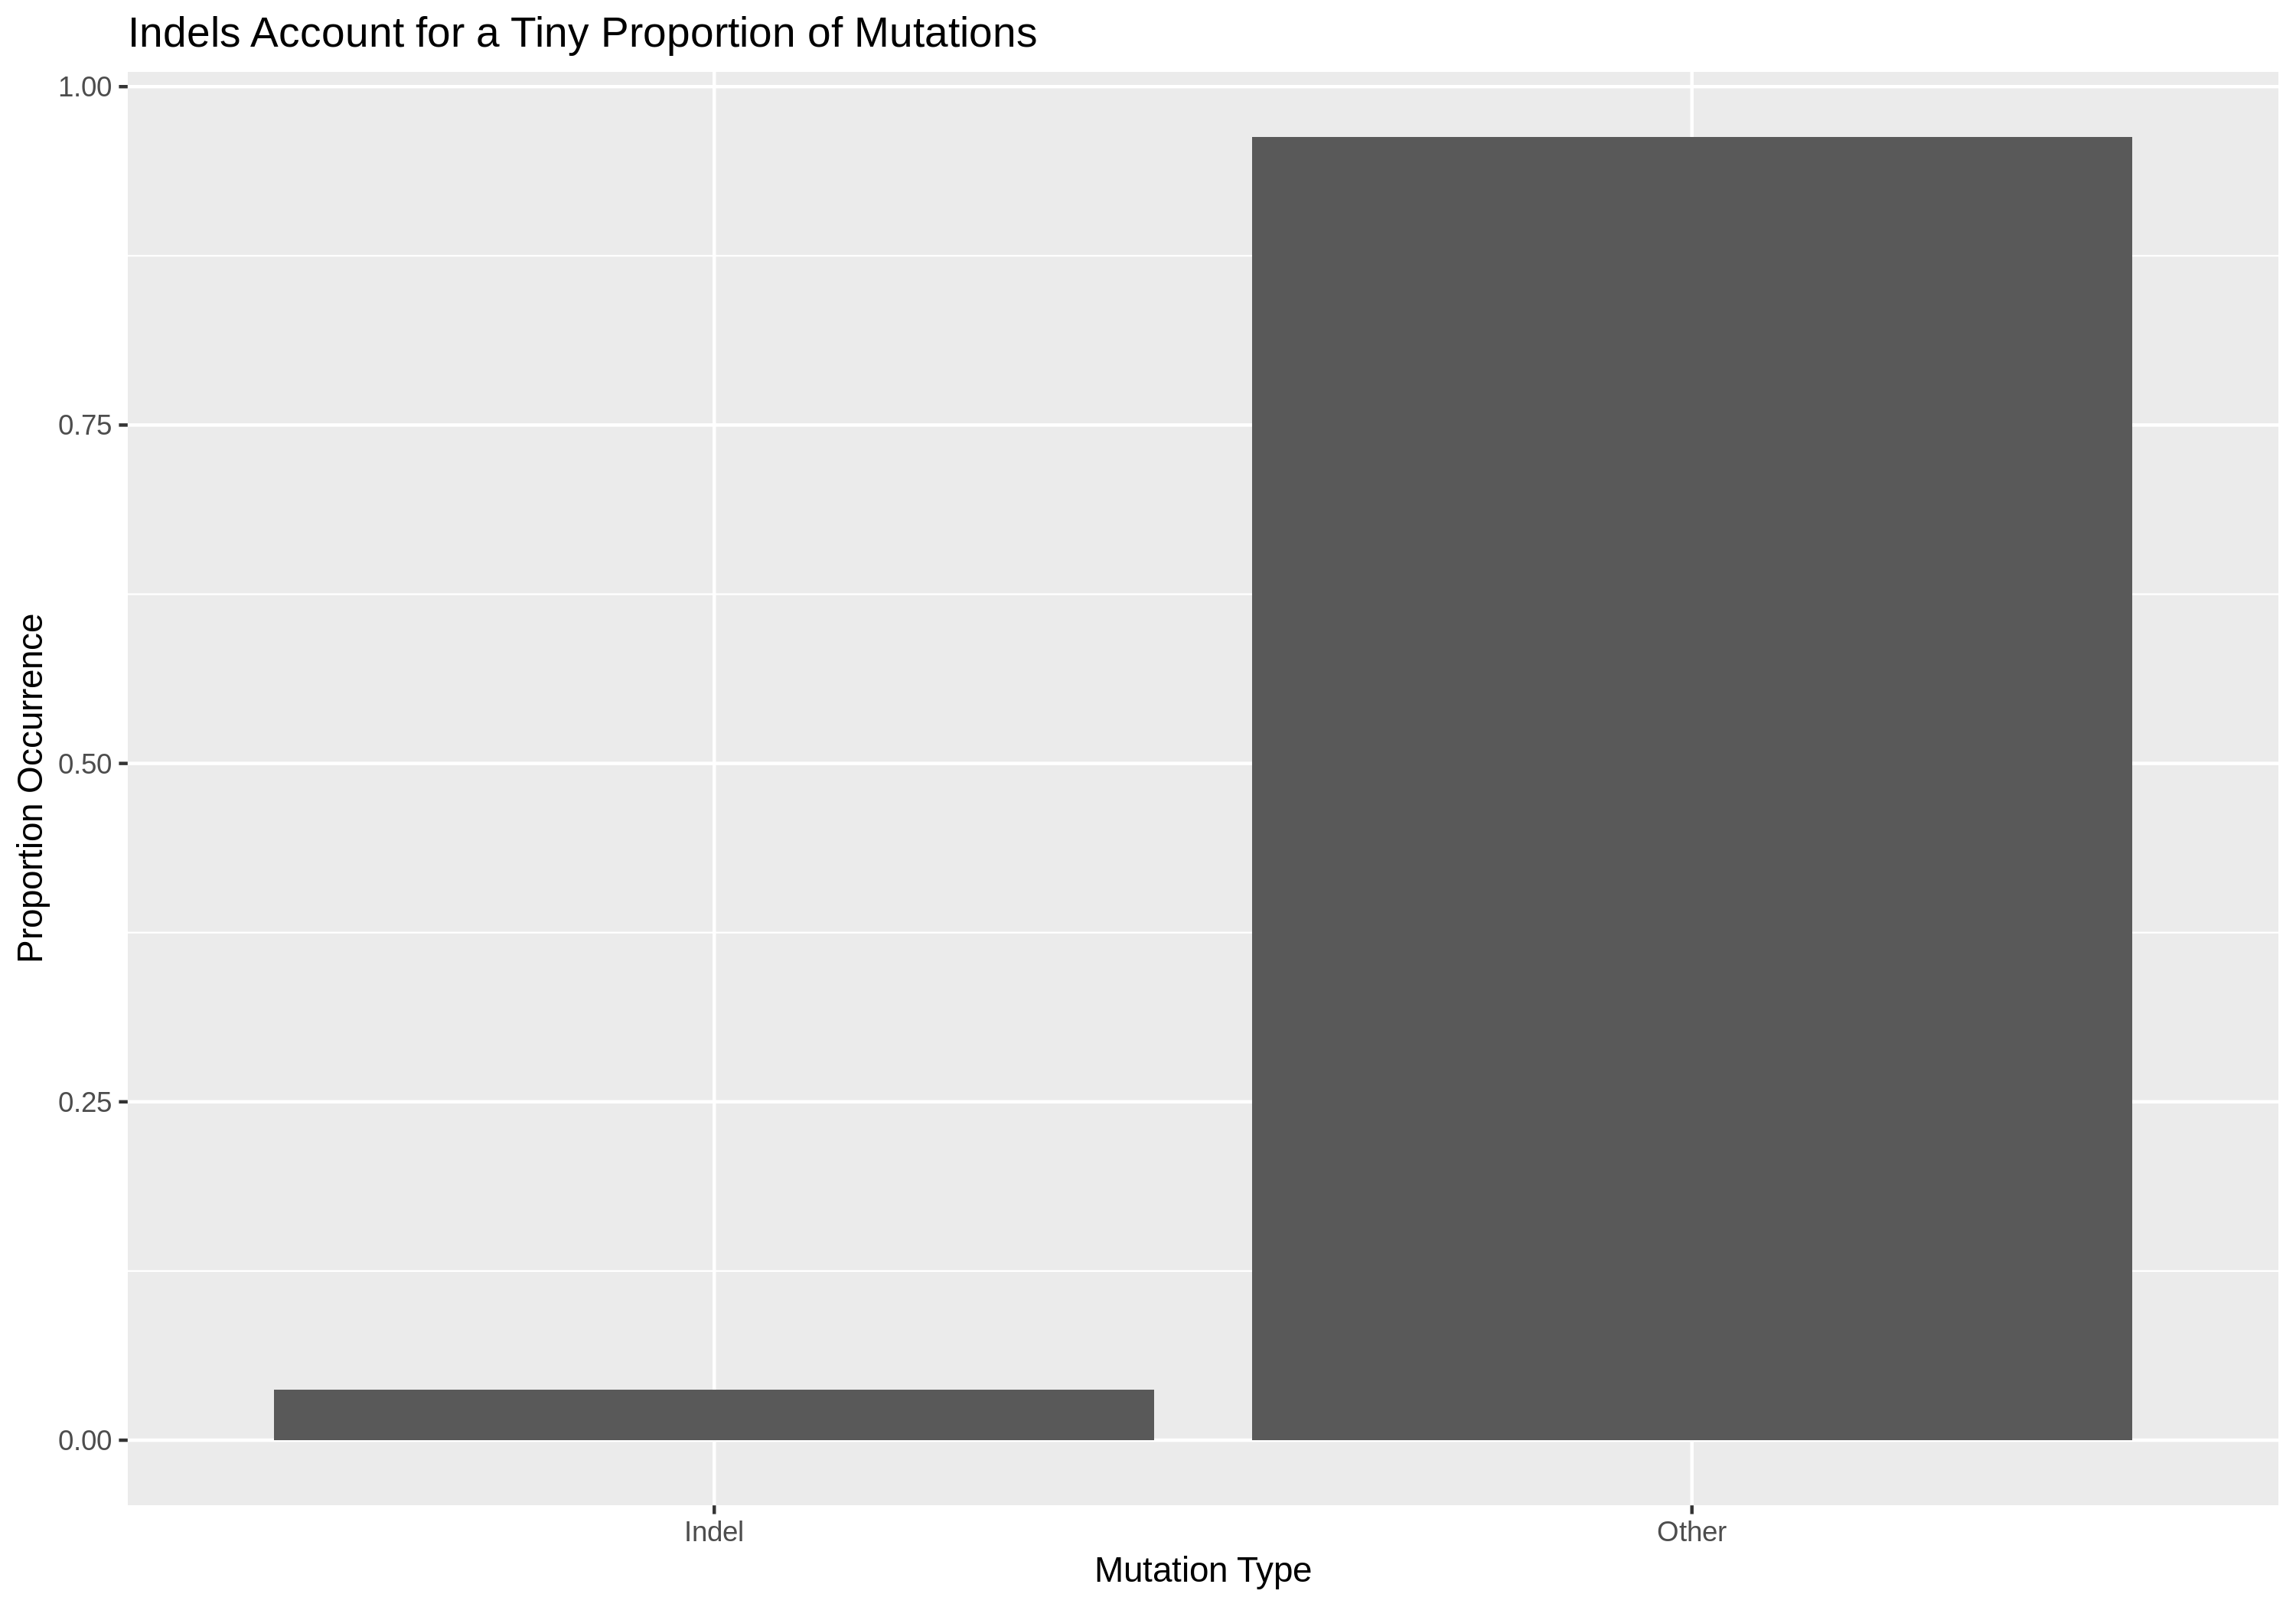 Indels Account for a Tiny Proportion of Mutations
1.00
0.75
0.50
0.25
0.00
Proportion Occurrence
Indel
Other
Mutation Type